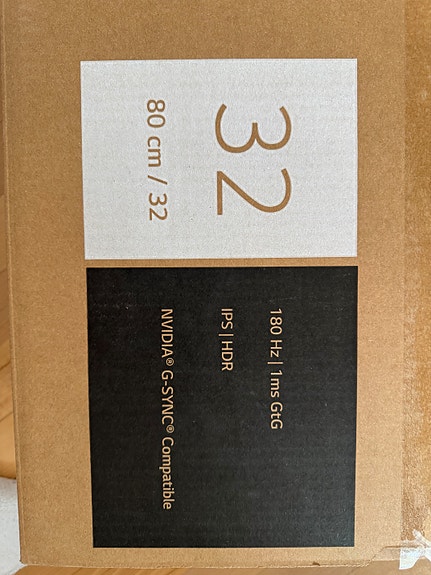 32
80 cm / 32
180 Hz | 1ms GtG
IPS | HDR
NVIDIA® G-SYNC® Compatible